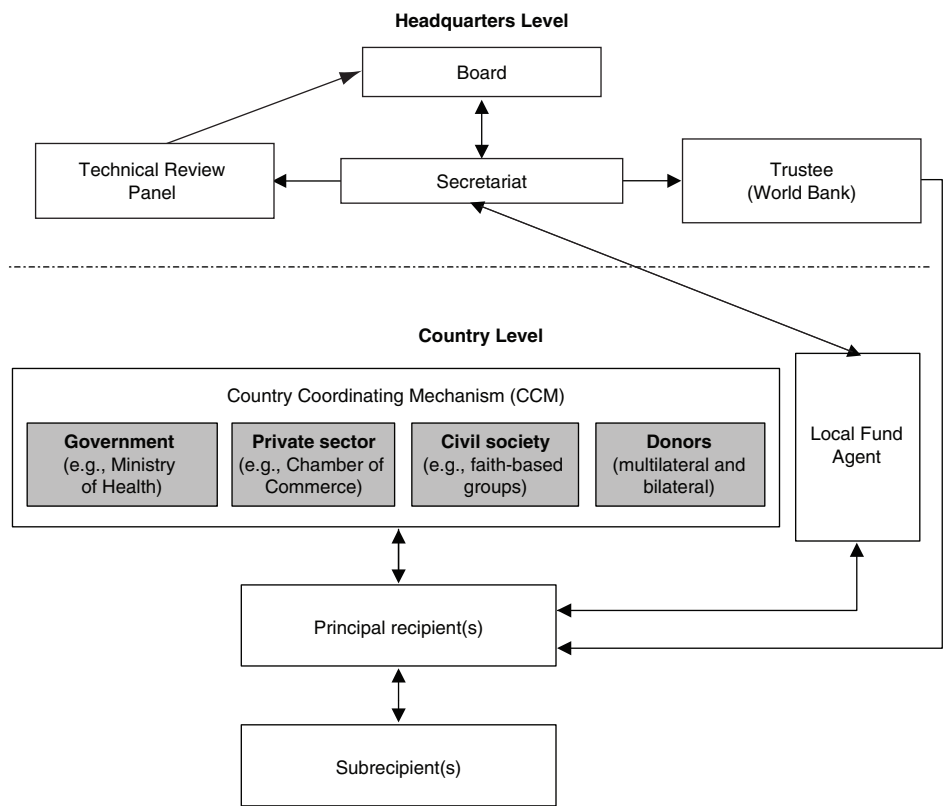 Headquarters Level
Board
Technical Review
Panel
Secretariat
Trustee
(World Bank)
Country Level
Country Coordinating Mechanism (CCM)
Government
(e.g., Ministry
of Health)
Private sector
(e.g., Chamber of
Commerce)
Civil society
(e.g., faith-based
groups)
Donors
(multilateral and
bilateral)
Local Fund
Agent
Principal recipient(s)
Subrecipient(s)